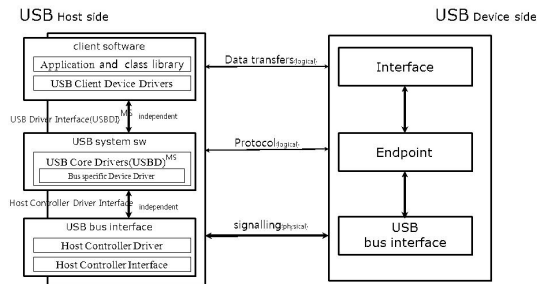 USB Host side
USB Device side
client software
Application and class library
USB Client Device Drivers
USB Driver Interface(USBDI)MS
independent
USB system sw
USB Core Drivers(USBD)MS
Bus specific Device Driver
Host Controller Driver Interface
independent
USB bus interface
Host Controller Driver
Host Controller Interface
Data transfers(logical)
Protocol(logical)
signalling(physical)
Interface
Endpoint
USB
bus interface